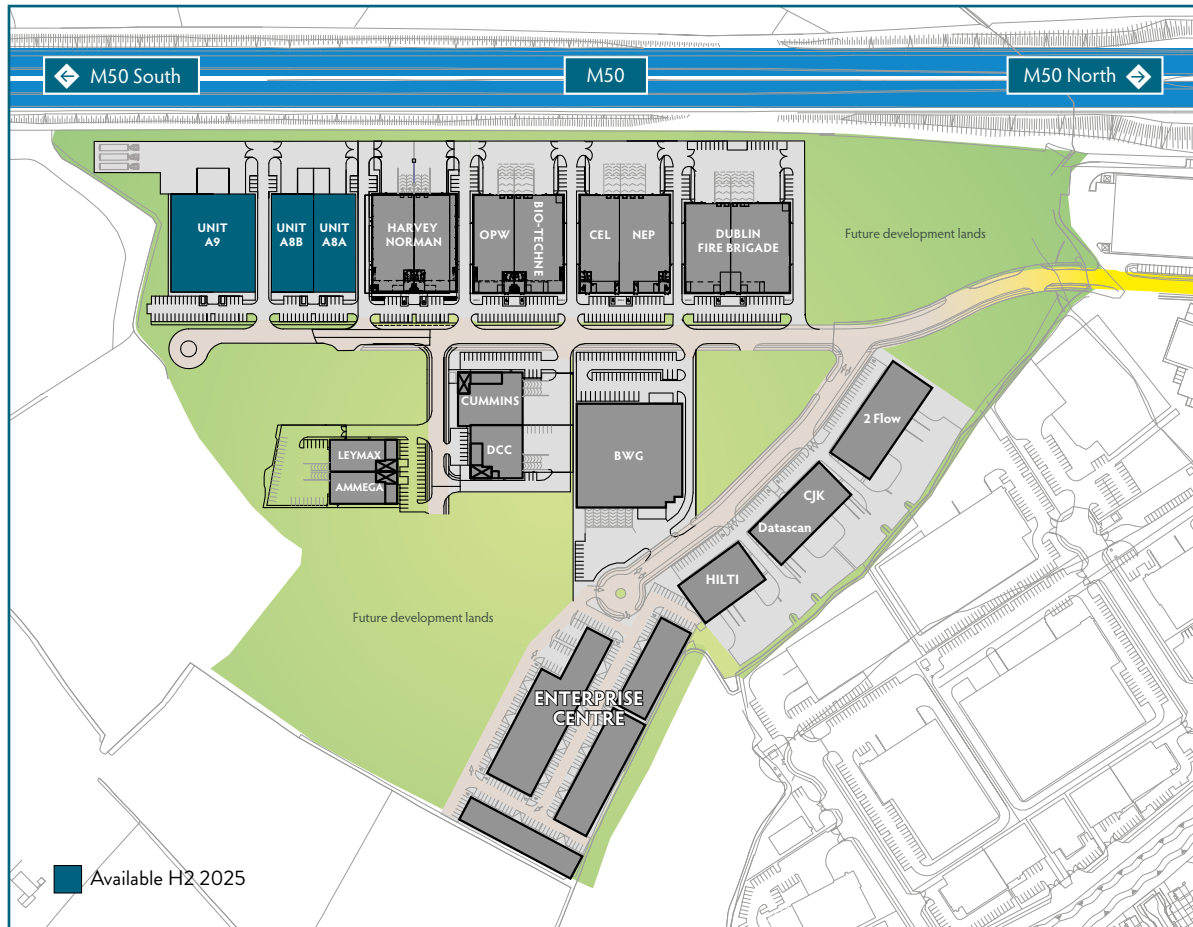 M50 South
M50
M50 North
UNIT
A9
UNIT
A8B
UNIT
A8A
HARVEY
NORMAN
OPW
BIO-TECHNE
CEL
NEP
DUBLIN
FIRE BRIGADE
Future development lands
CUMMINS
DCC
LEYMAX
AMMEGA
BWG
2 Flow
CJK
Datascan
HILTI
Future development lands
ENTERPRISE
CENTRE
Available H2 2025